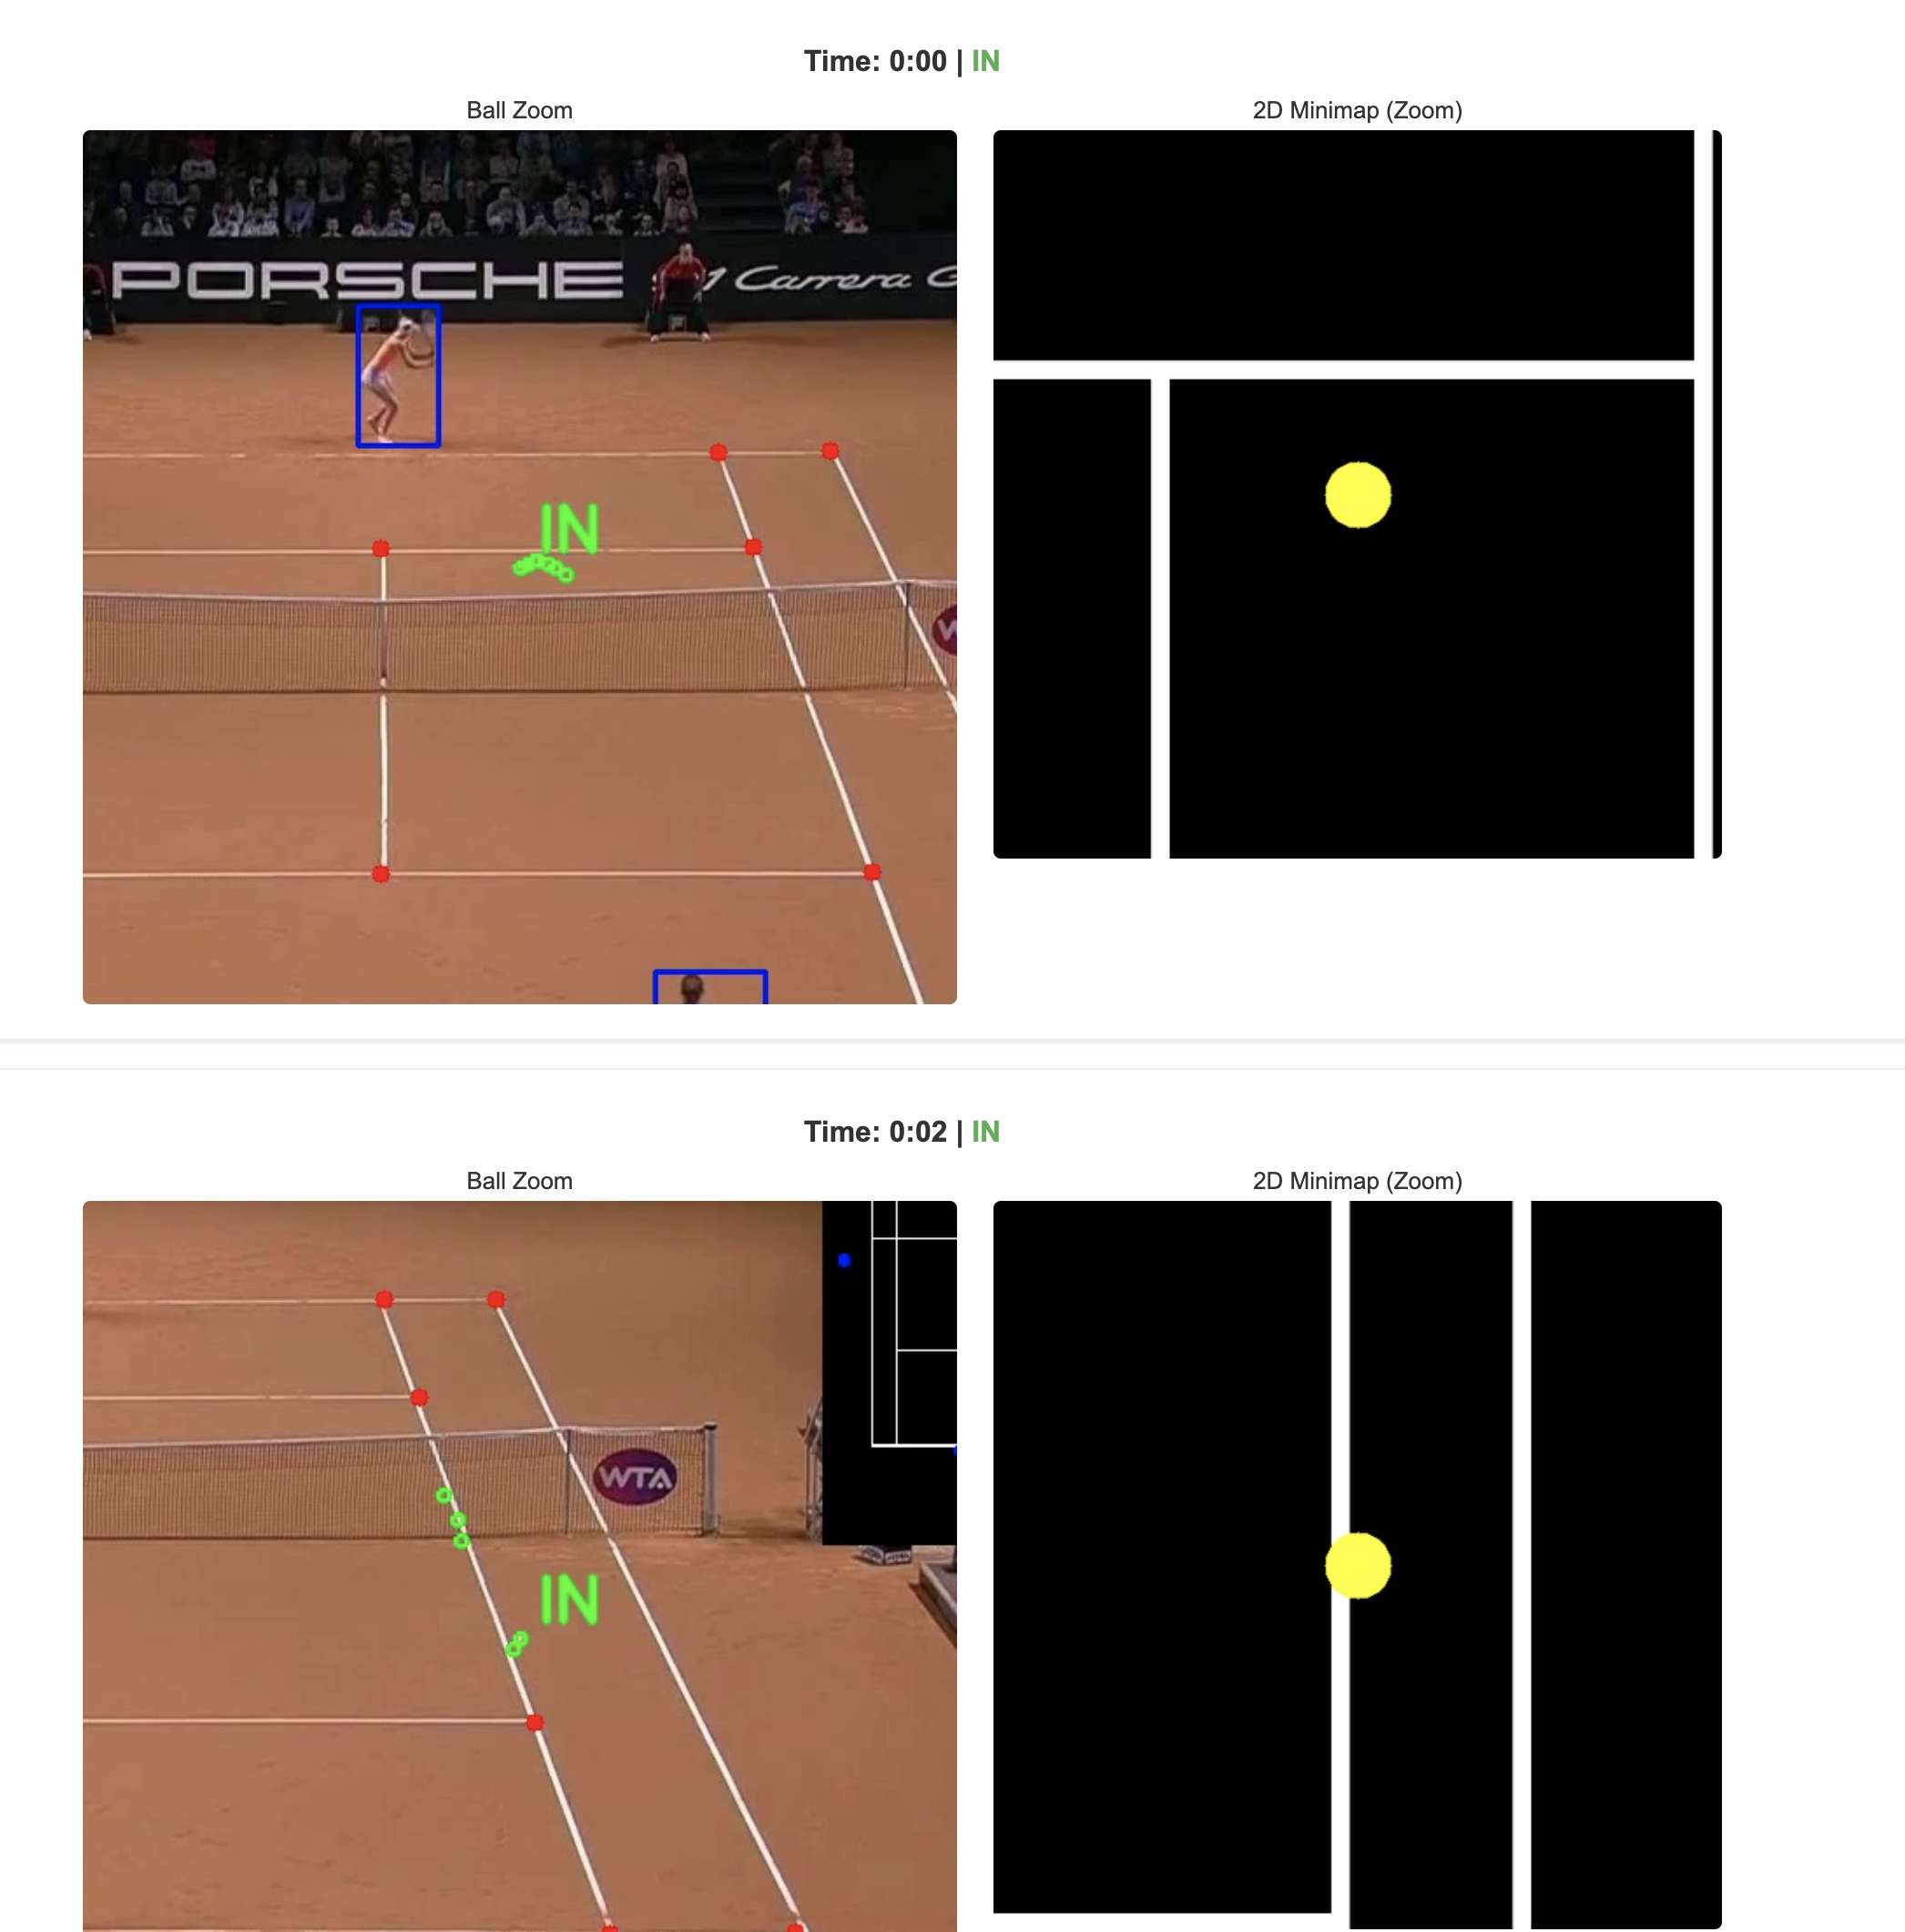 Time: 0:00 | IN
Ball Zoom
2D Minimap (Zoom)
PORSCHE
1 Carrera G
IN
W
Time: 0:02 | IN
Ball Zoom
2D Minimap (Zoom)
WTA
IN